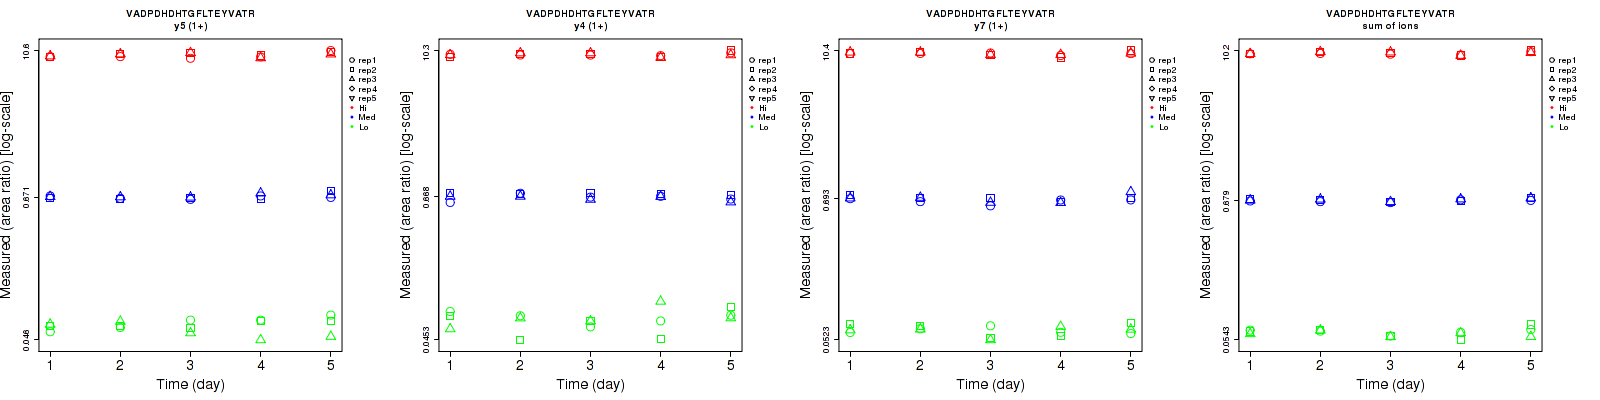 VADPDHDHTGFLTEYVATR
y5 (1+)
Measured (area ratio) [log-scale]
10.6
0.671
0.046
1 2 3 4 5
Time (day)
rep1
rep2
rep3
rep4
rep5
Hi
Med
Lo
VADPDHDHTGFLTEYVATR
y4 (1+)
Measured (area ratio) [log-scale]
10.3
0.668
0.0453
1 2 3 4 5
Time (day)
rep1
rep2
rep3
rep4
rep5
Hi
Med
Lo
VADPDHDHTGFLTEYVATR
y7 (1+)
Measured (area ratio) [log-scale]
10.4
0.693
0.0523
1 2 3 4 5
Time (day)
rep1
rep2
rep3
rep4
rep5
Hi
Med
Lo
VADPDHDHTGFLTEYVATR
sum of ions
Measured (area ratio) [log-scale]
10.2
0.679
0.0543
1 2 3 4 5
Time (day)
rep1
rep2
rep3
rep4
rep5
Hi
Med
Lo